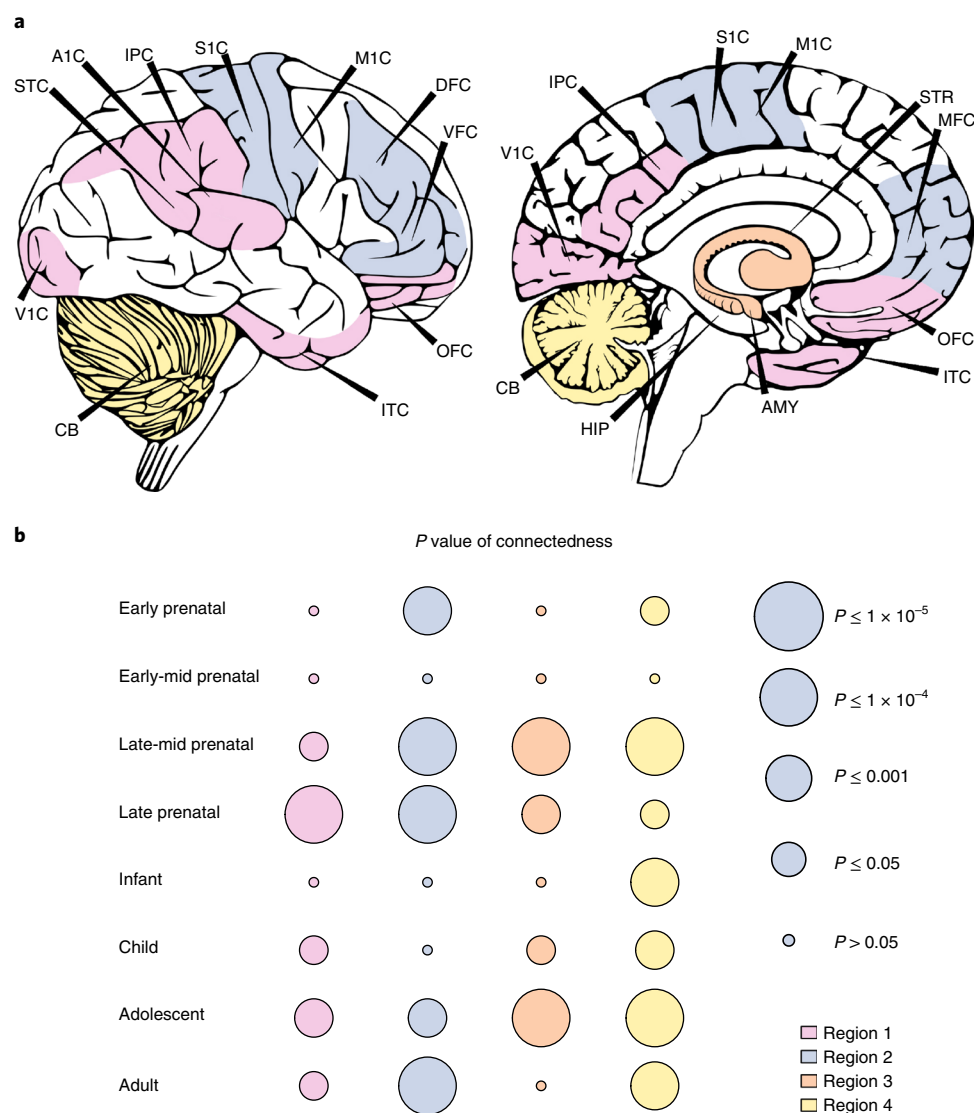 a
A1C
IPC
S1C
M1C
STC
DFC
VFC
V1C
OFC
CB
ITC
S1C
M1C
IPC
STR
MFC
V1C
OFC
CB
ITC
HIP
AMY
b
P value of connectedness
Early prenatal
P ≤ 1 × 10⁻⁵
Early-mid prenatal
P ≤ 1 × 10⁻⁴
Late-mid prenatal
P ≤ 0.001
Late prenatal
P ≤ 0.05
Infant
P > 0.05
Child
Adolescent
Adult
Region 1
Region 2
Region 3
Region 4